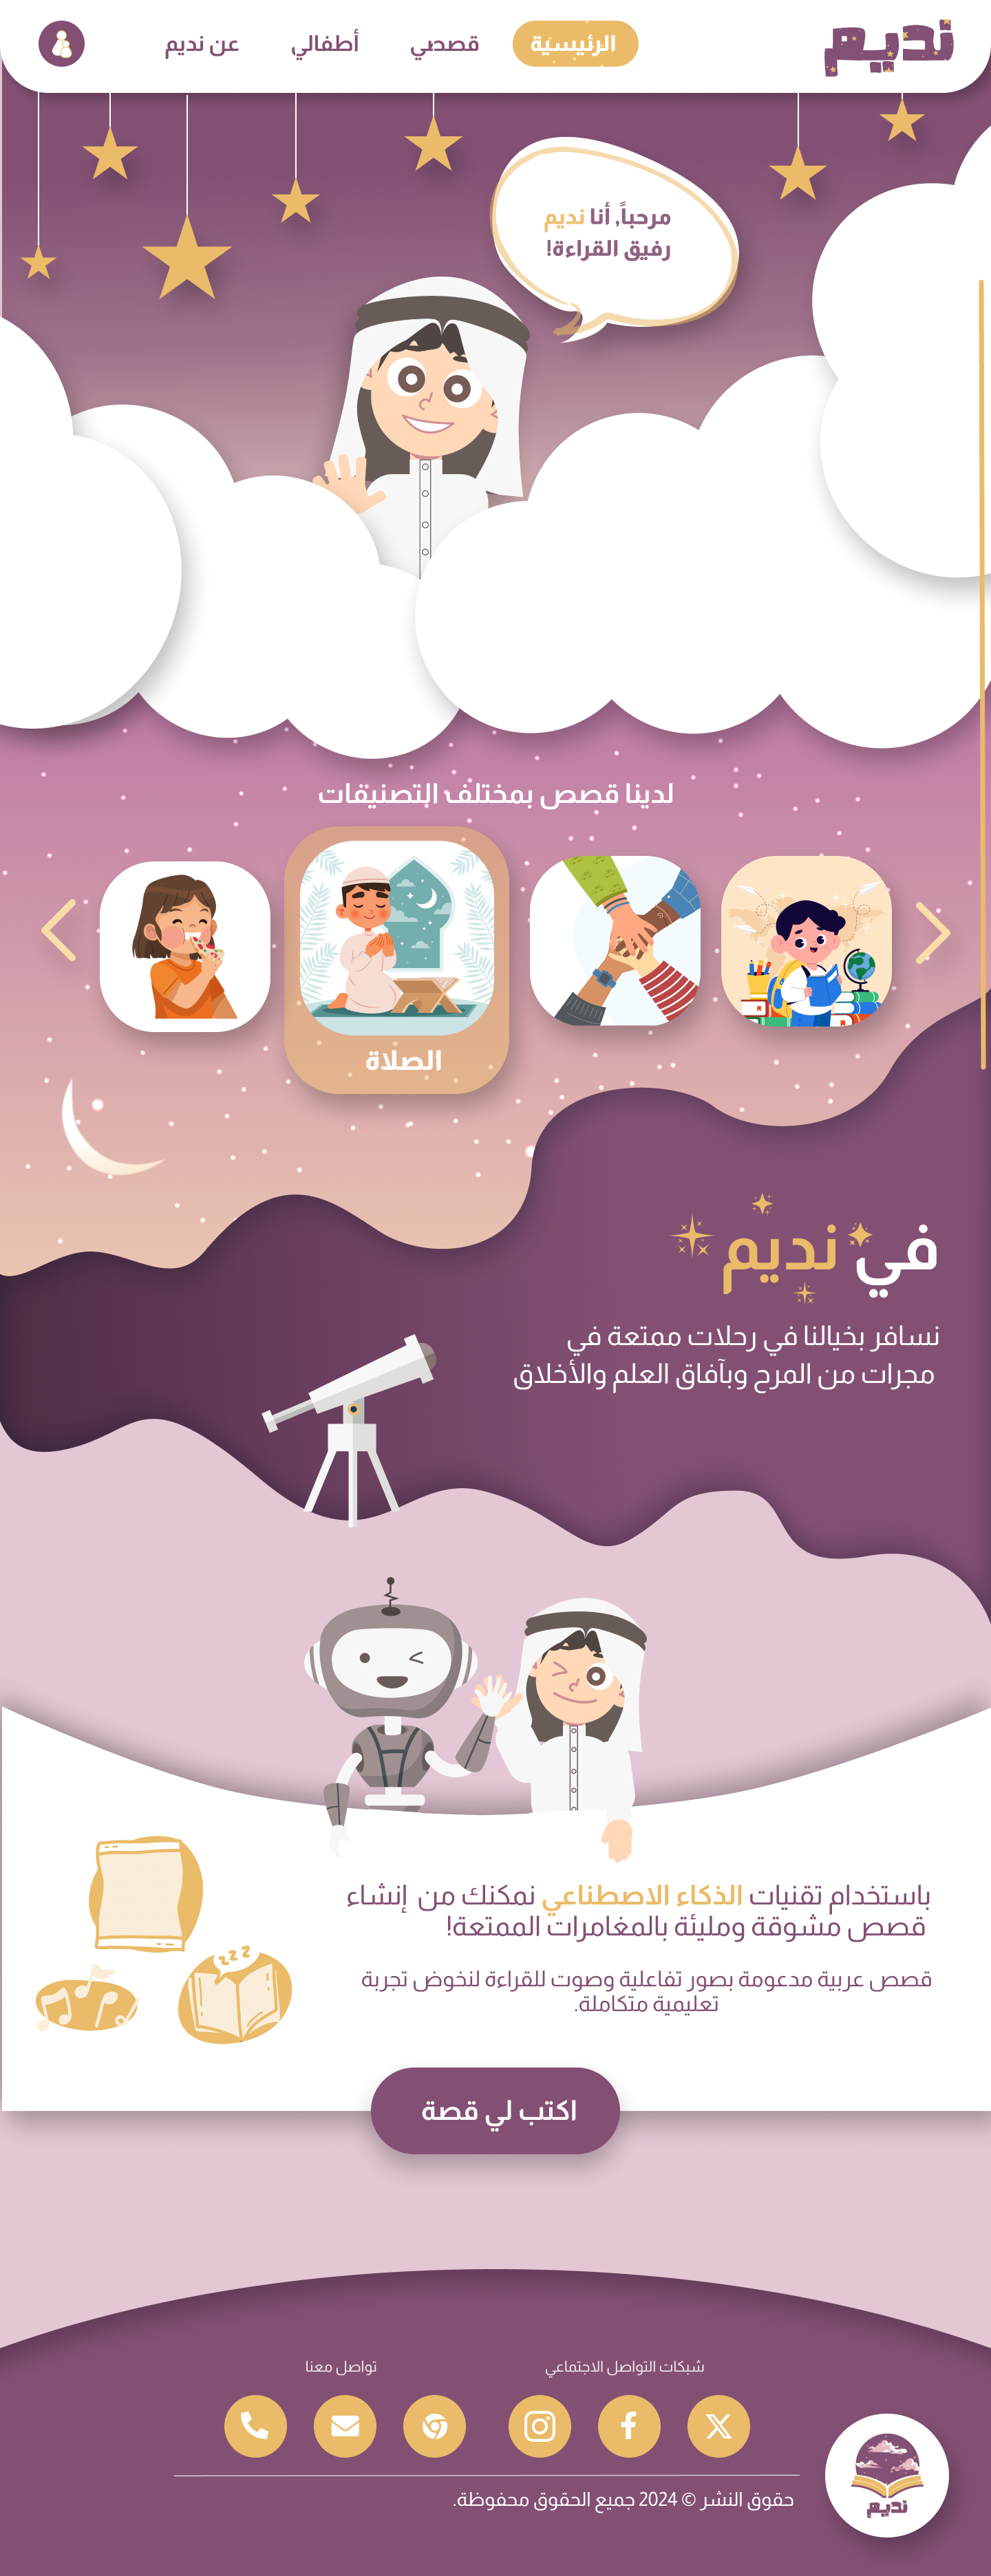 نديم
الرئيسية
قصصي
أطفالي
عن نديم
مرحباً, أنا نديم
رفيق القراءة!
لدينا قصص بمختلف التصنيفات
الصلاة
في نديم
نسافر بخيالنا في رحلات ممتعة في
مجرات من المرح وبآفاق العلم والأخلاق
باستخدام تقنيات الذكاء الاصطناعي نمكنك من إنشاء
قصص مشوقة ومليئة بالمغامرات الممتعة!
قصص عربية مدعومة بصور تفاعلية وصوت للقراءة لنخوض تجربة
تعليمية متكاملة.
zzz
اكتب لي قصة
شبكات التواصل الاجتماعي
تواصل معنا
حقوق النشر © 2024 جميع الحقوق محفوظة.
نديم